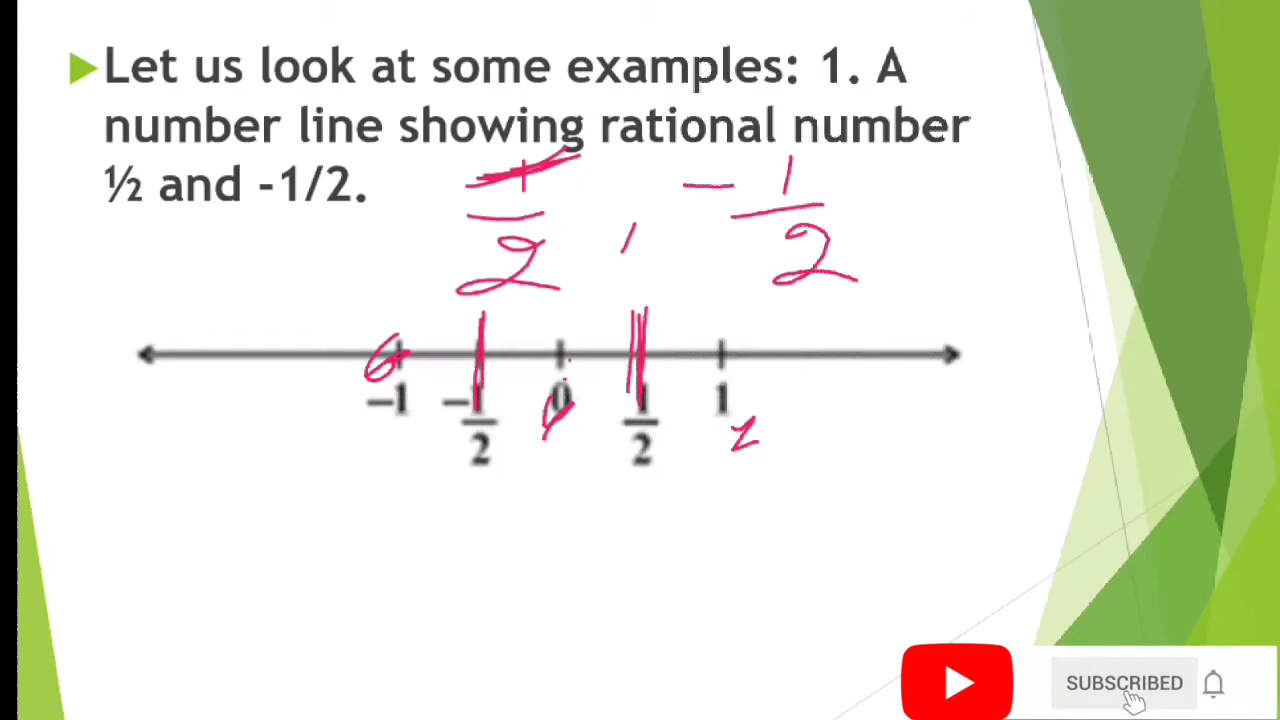 ▶Let us look at some examples: 1. A
number line showing rational number
½ and -1/2.
1/2 , -1/2
-1 -1/2 0 1/2 1
SUBSCRIBED